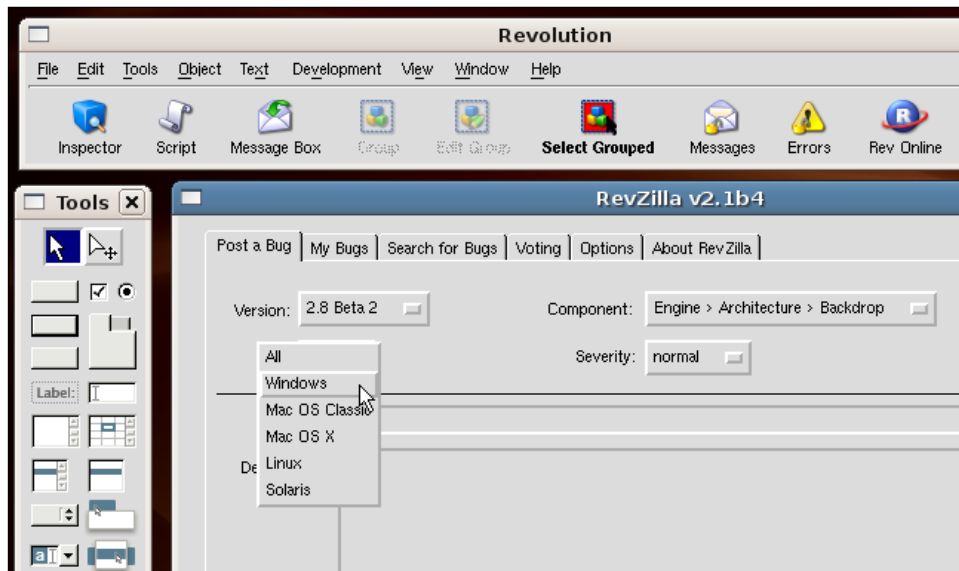 Revolution
File Edit Tools Object Text Development View Window Help
Inspector Script Message Box Group Edit Group Select Grouped Messages Errors Rev Online
Tools
RevZilla v2.1b4
Post a Bug My Bugs Search for Bugs Voting Options About RevZilla
Version: 2.8 Beta 2 Component: Engine > Architecture > Backdrop
All
Severity: normal
Windows
Label:
Mac OS Classic
Mac OS X
De
Linux
Solaris
aI